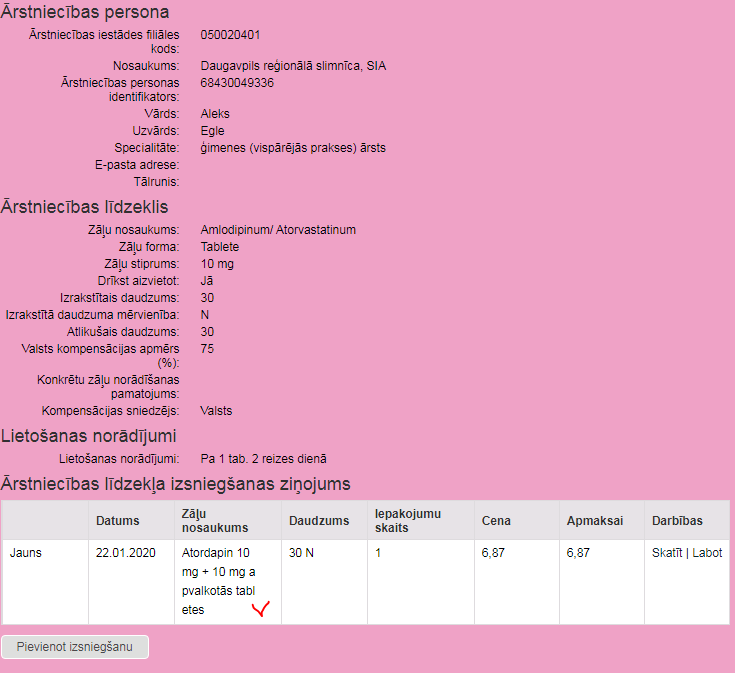 Ārstniecības persona
Ārstniecības iestādes filiāles kods: 050020401
Nosaukums: Daugavpils reģionālā slimnīca, SIA
Ārstniecības personas identifikators: 68430049336
Vārds: Aleks
Uzvārds: Egle
Specialitāte: ģimenes (vispārējās prakses) ārsts
E-pasta adrese:
Tālrunis:
Ārstniecības līdzeklis
Zāļu nosaukums: Amlodipinum/ Atorvastatinum
Zāļu forma: Tablete
Zāļu stiprums: 10 mg
Drīkst aizvietot: Jā
Izrakstītais daudzums: 30
Izrakstītā daudzuma mērvienība: N
Atlikušais daudzums: 30
Valsts kompensācijas apmērs (%): 75
Konkrētu zāļu norādīšanas pamatojums:
Kompensācijas sniedzējs: Valsts
Lietošanas norādījumi
Lietošanas norādījumi: Pa 1 tab. 2 reizes dienā
Ārstniecības līdzekļa izsniegšanas ziņojums
Datums Zāļu nosaukums Daudzums Iepakojumu skaits Cena Apmaksai Darbības
Jauns 22.01.2020 Atordapin 10 mg + 10 mg a pvalkotās tabl etes 30 N 1 6,87 6,87 Skatīt | Labot
Pievienot izsniegšanu